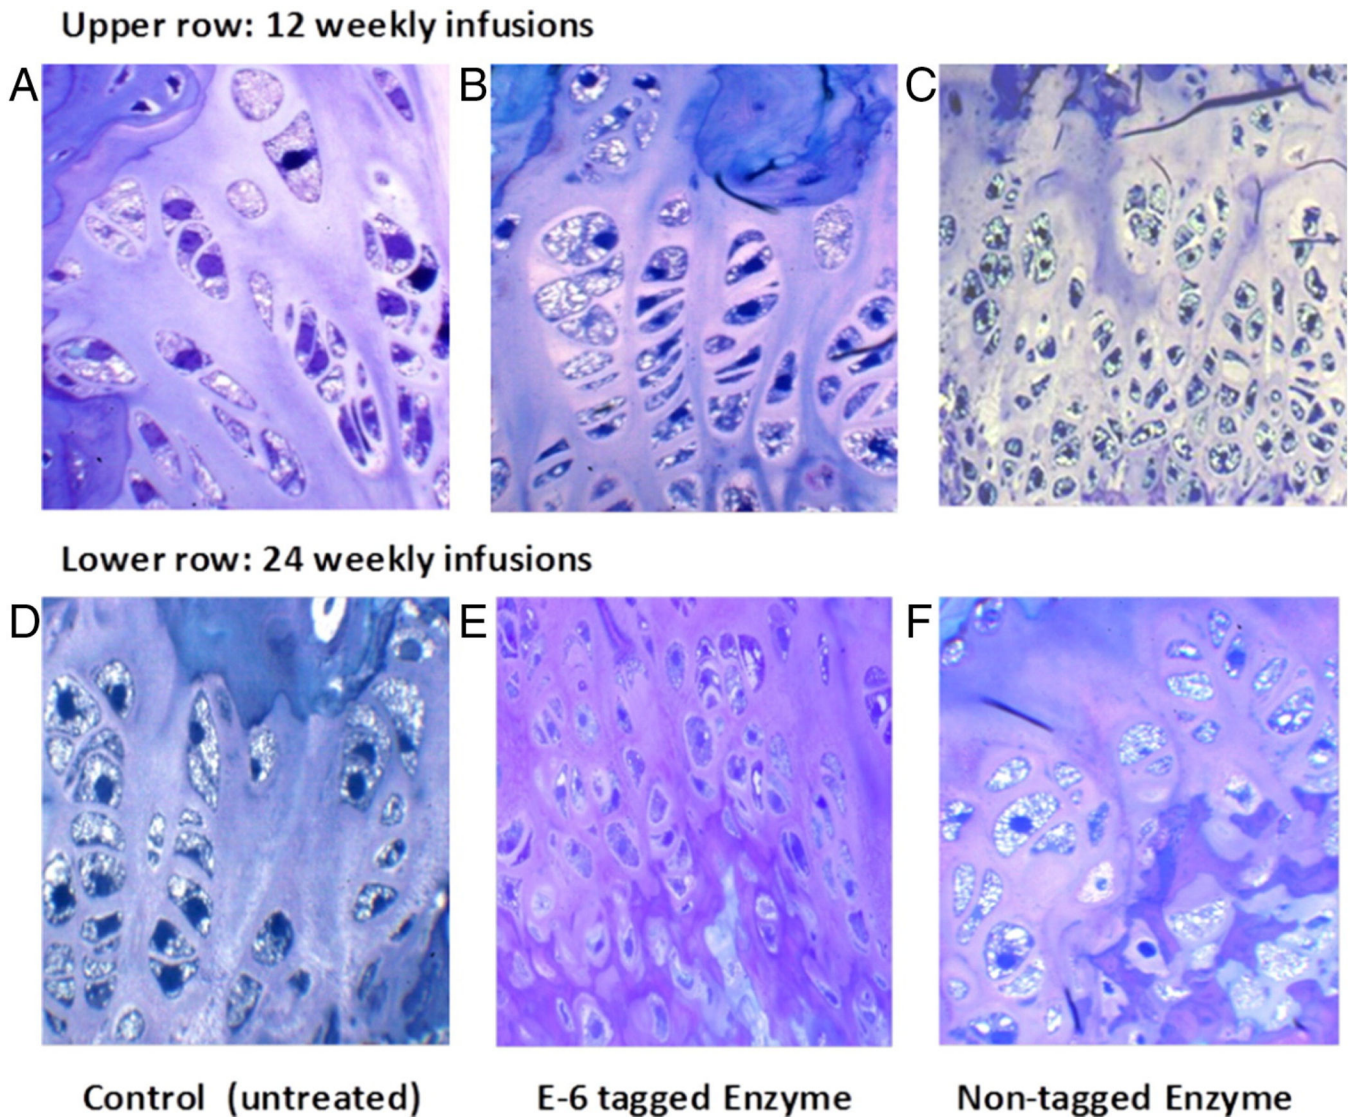 Upper row: 12 weekly infusions
A
B
C
Lower row: 24 weekly infusions
D
E
F
Control (untreated)
E-6 tagged Enzyme
Non-tagged Enzyme